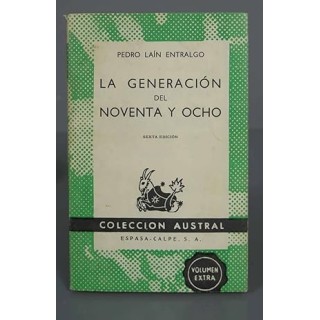 PEDRO LAÍN ENTRALGO
LA GENERACIÓN
DEL
NOVENTA Y OCHO
SEXTA EDICIÓN
COLECCION AUSTRAL
ESPASA-CALPE, S. A.
VOLUMEN
EXTRA